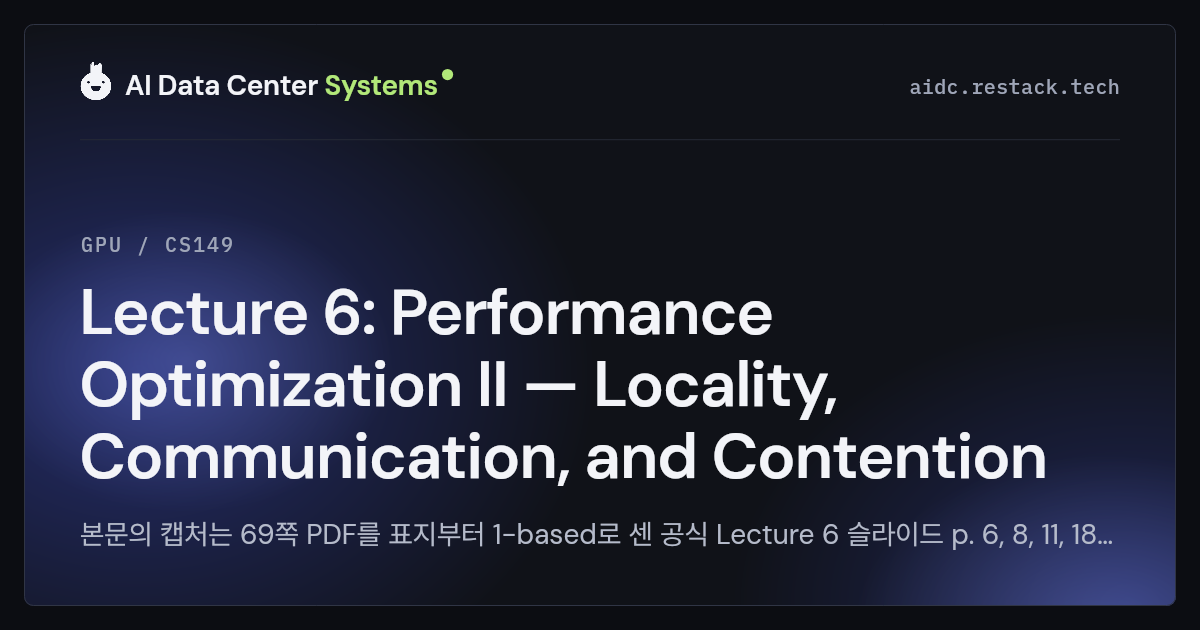 AI Data Center Systems
aidc.restack.tech
GPU / CS149
Lecture 6: Performance
Optimization II — Locality,
Communication, and Contention
본문의 캡처는 69쪽 PDF를 표지부터 1-based로 센 공식 Lecture 6 슬라이드 p. 6, 8, 11, 18…